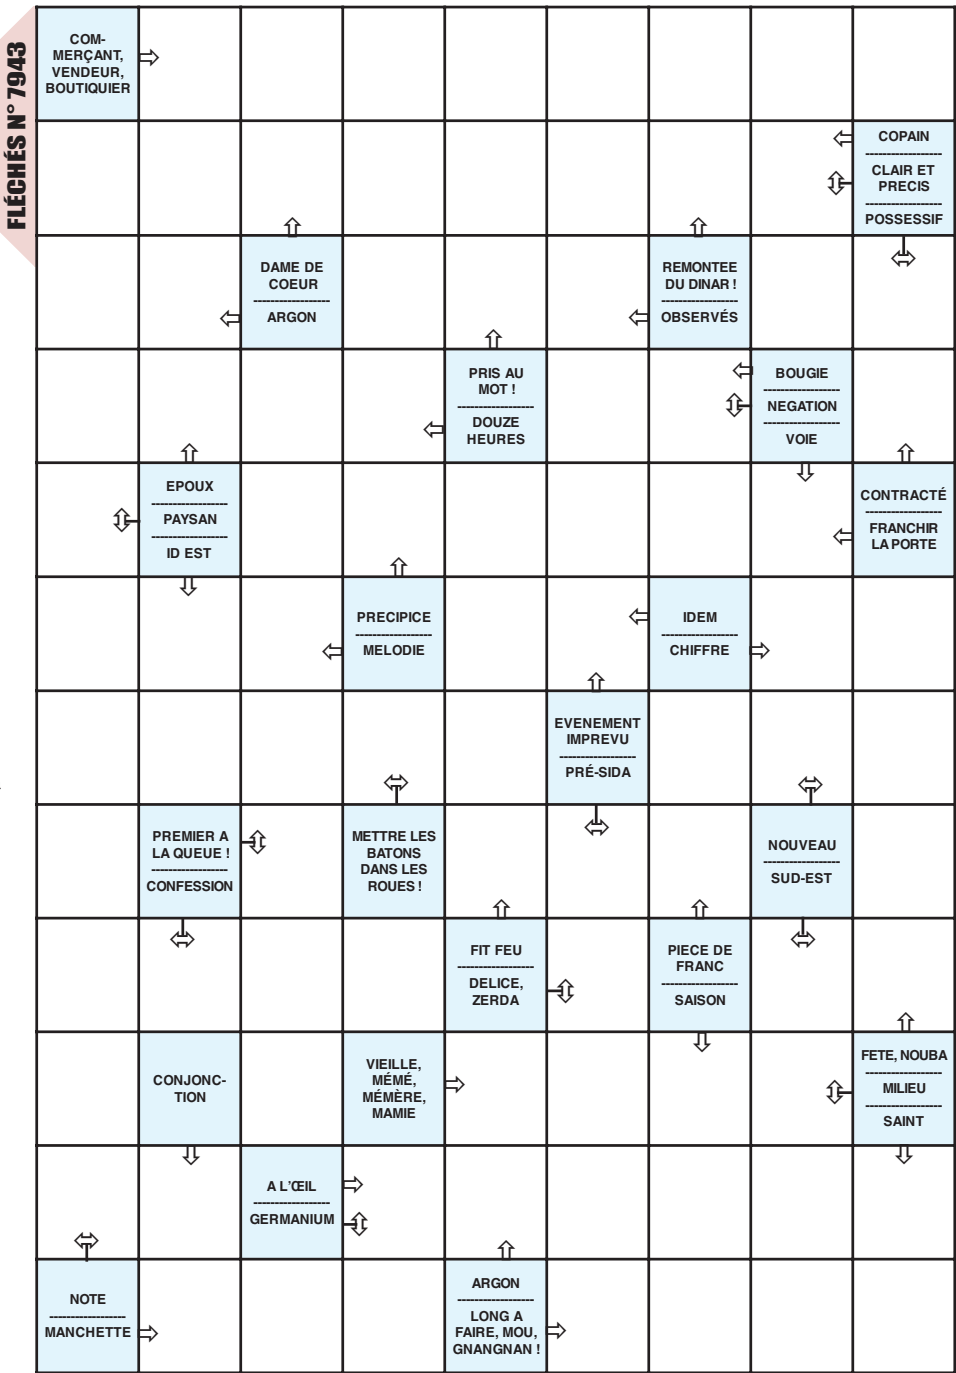 FLÉCHÉS N° 7943
COM-
MERÇANT,
VENDEUR,
BOUTIQUIER
COPAIN
CLAIR ET
PRECIS
POSSESSIF
DAME DE
COEUR
ARGON
REMONTEE
DU DINAR !
OBSERVÉS
PRIS AU
MOT !
DOUZE
HEURES
BOUGIE
NEGATION
VOIE
EPOUX
PAYSAN
ID EST
CONTRACTÉ
FRANCHIR
LA PORTE
PRECIPICE
MELODIE
IDEM
CHIFFRE
EVENEMENT
IMPREVU
PRÉ-SIDA
PREMIER A
LA QUEUE !
CONFESSION
METTRE LES
BATONS
DANS LES
ROUES !
NOUVEAU
SUD-EST
FIT FEU
DELICE,
ZERDA
PIECE DE
FRANC
SAISON
CONJONC-
TION
VIEILLE,
MÉMÉ,
MÉMÈRE,
MAMIE
FETE, NOUBA
MILIEU
SAINT
A L'ŒIL
GERMANIUM
NOTE
MANCHETTE
ARGON
LONG A
FAIRE, MOU,
GNANGNAN !